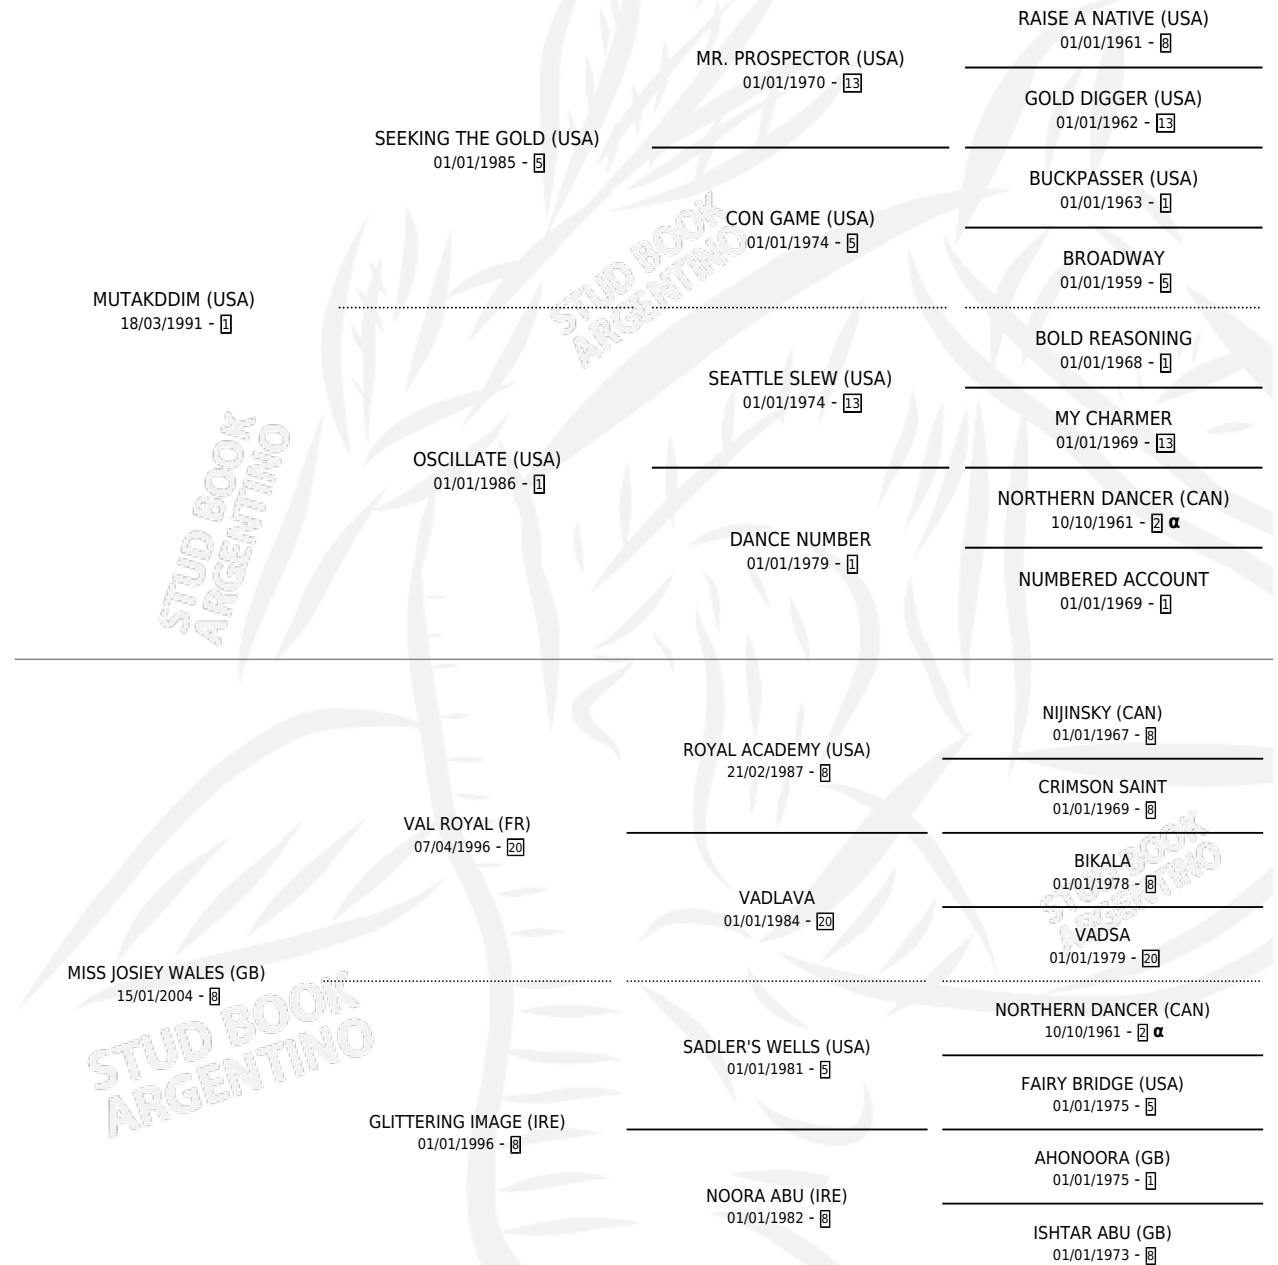 RAISE A NATIVE (USA)
01/01/1961 - 8
MR. PROSPECTOR (USA)
01/01/1970 - 13
GOLD DIGGER (USA)
01/01/1962 - 13
SEEKING THE GOLD (USA)
01/01/1985 - 5
BUCKPASSER (USA)
01/01/1963 - 1
CON GAME (USA)
01/01/1974 - 5
BROADWAY
01/01/1959 - 5
STUD BOOK
ARGENTINO
MUTAKDDIM (USA)
18/03/1991 - 1
BOLD REASONING
01/01/1968 - 1
SEATTLE SLEW (USA)
01/01/1974 - 13
MY CHARMER
01/01/1969 - 13
OSCILLATE (USA)
01/01/1986 - 1
STUD BOOK
ARGENTINO
NORTHERN DANCER (CAN)
10/10/1961 - 2 α
DANCE NUMBER
01/01/1979 - 1
NUMBERED ACCOUNT
01/01/1969 - 1
NIJINSKY (CAN)
01/01/1967 - 8
ROYAL ACADEMY (USA)
21/02/1987 - 8
CRIMSON SAINT
01/01/1969 - 8
VAL ROYAL (FR)
07/04/1996 - 20
BIKALA
01/01/1978 - 8
STUD BOOK
ARGENTINO
VADLAVA
01/01/1984 - 20
VADSA
01/01/1979 - 20
MISS JOSIEY WALES (GB)
15/01/2004 - 8
STUD BOOK
ARGENTINO
NORTHERN DANCER (CAN)
10/10/1961 - 2 α
SADLER'S WELLS (USA)
01/01/1981 - 5
FAIRY BRIDGE (USA)
01/01/1975 - 5
GLITTERING IMAGE (IRE)
01/01/1996 - 8
AHONOORA (GB)
01/01/1975 - 1
NOORA ABU (IRE)
01/01/1982 - 8
ISHTAR ABU (GB)
01/01/1973 - 8